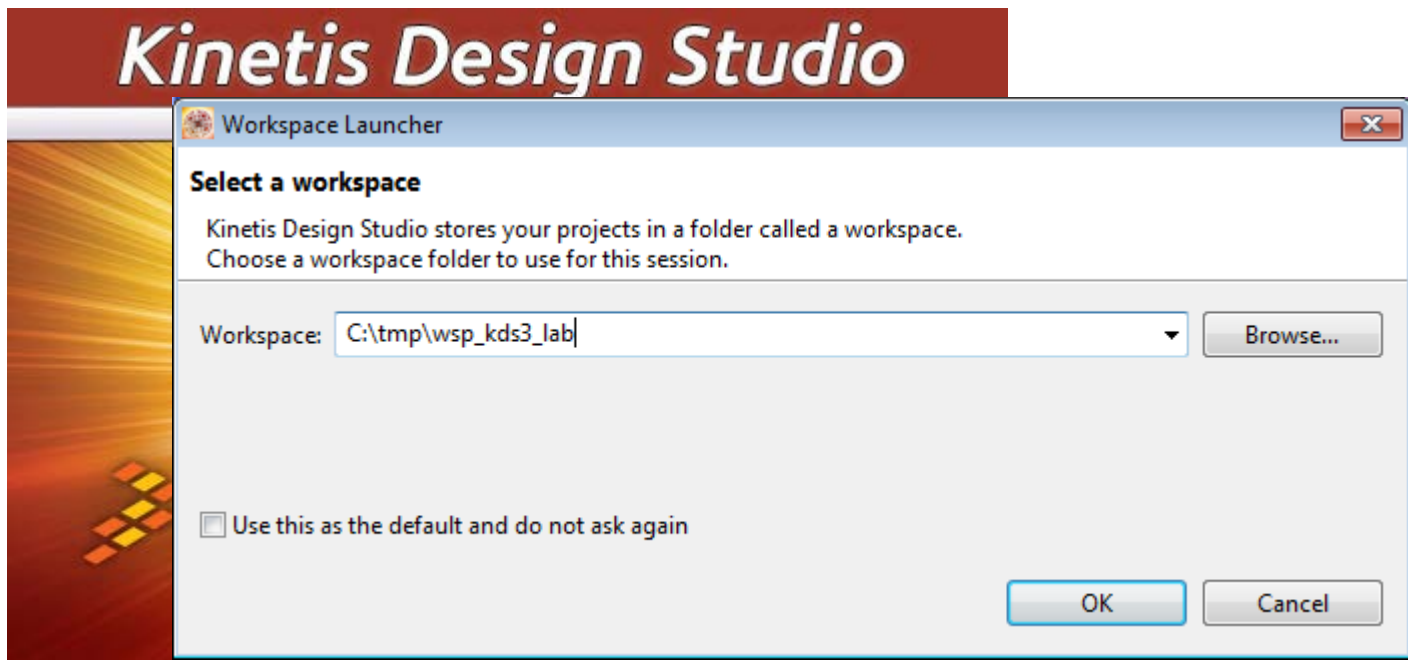 Kinetis Design Studio
Workspace Launcher
Select a workspace
Kinetis Design Studio stores your projects in a folder called a workspace.
Choose a workspace folder to use for this session.
Workspace: C:\tmp\wsp_kds3_lab Browse...
Use this as the default and do not ask again
OK Cancel